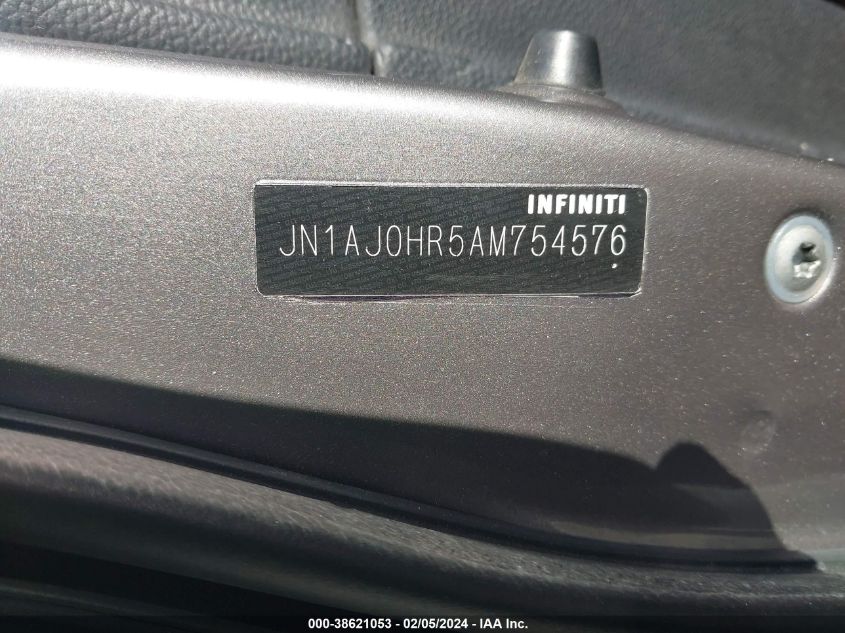 INFINITI
JN1AJ0HR5AM754576
000-38621053 — 02/05/2024 — IAA Inc.